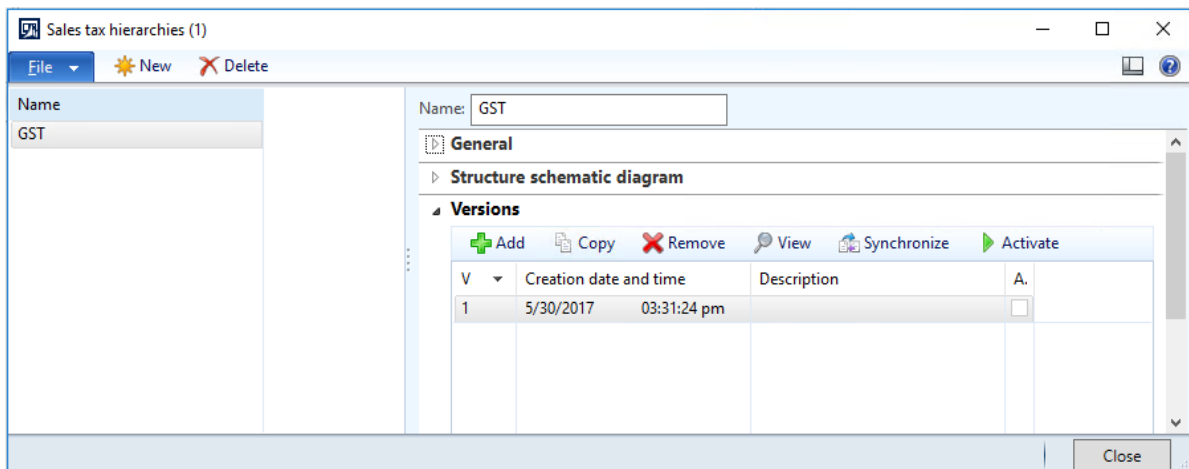 Sales tax hierarchies (1)
File New Delete
Name
GST
Name: GST
General
Structure schematic diagram
Versions
Add Copy Remove View Synchronize Activate
V Creation date and time Description A.
1 5/30/2017 03:31:24 pm
Close